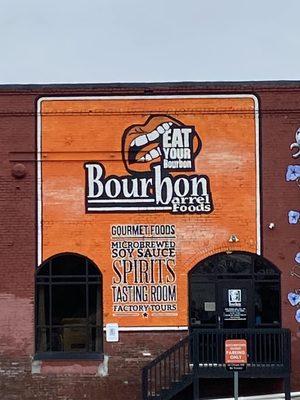 EAT
YOUR
Bourbon
Bourbon
Barrel
Foods
GOURMET FOODS
MICROBREWED
SOY SAUCE
SPIRITS
TASTING ROOM
FACTORY TOURS
PARKING ONLY